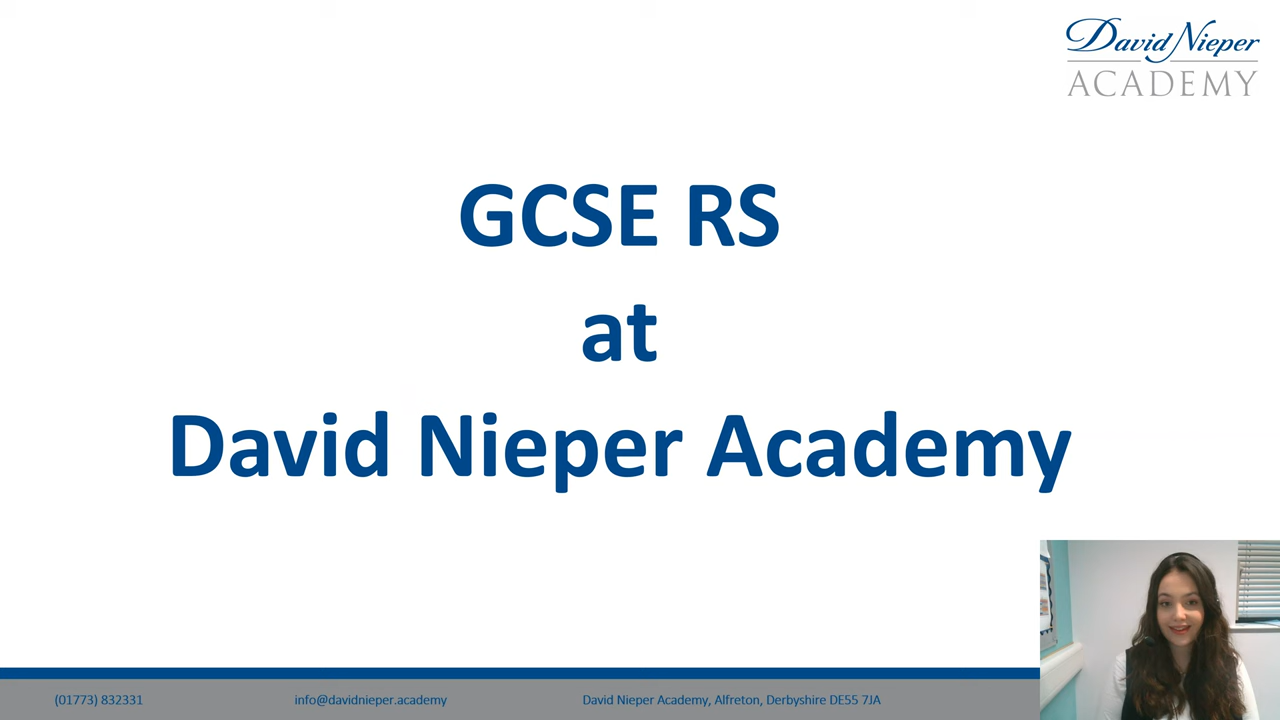 David Nieper
ACADEMY
GCSE RS
at
David Nieper Academy
(01773) 832331
info@davidnieper.academy
David Nieper Academy, Alfreton, Derbyshire DE55 7JA